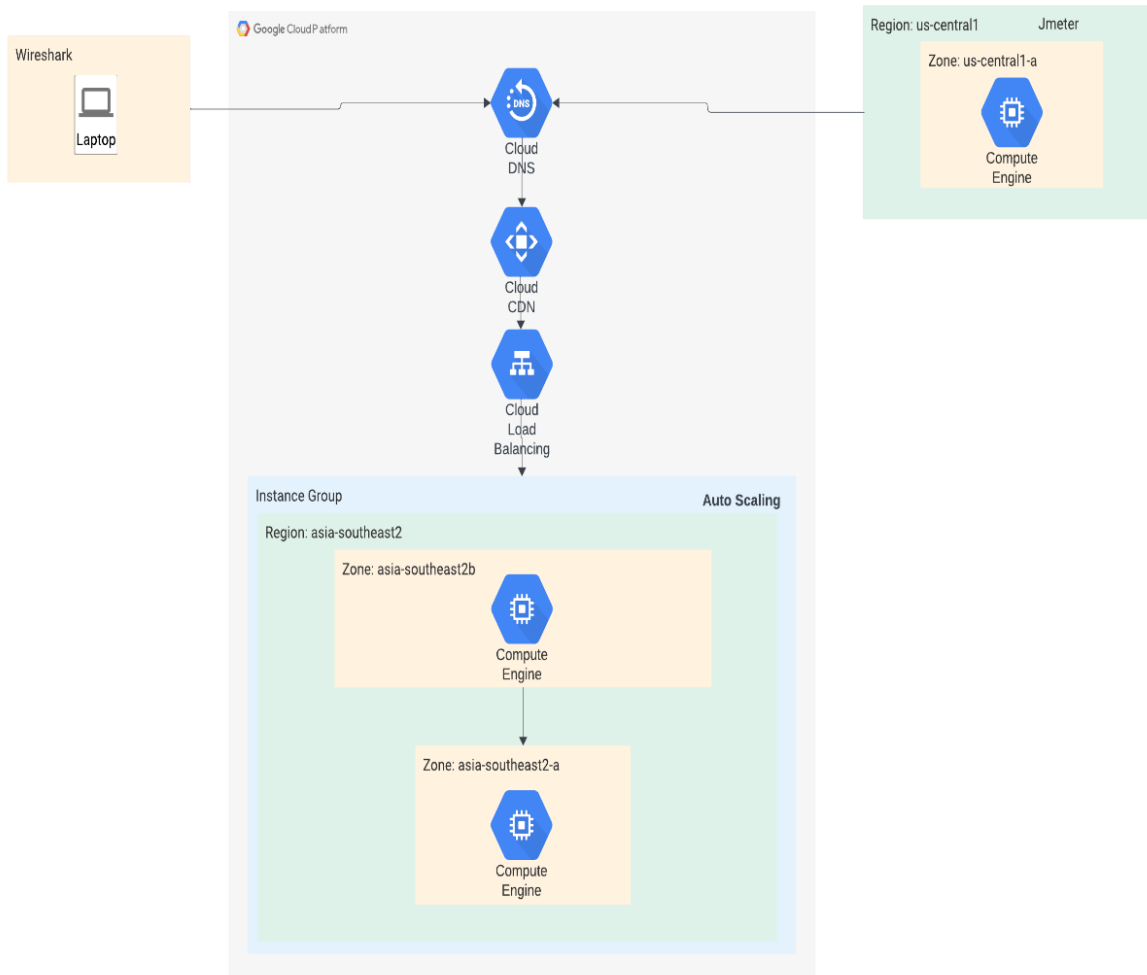 Google Cloud Platform
Wireshark
Laptop
Region: us-central1
Jmeter
Zone: us-central1-a
Compute
Engine
DNS
Cloud
DNS
Cloud
CDN
Cloud
Load
Balancing
Instance Group
Auto Scaling
Region: asia-southeast2
Zone: asia-southeast2b
Compute
Engine
Zone: asia-southeast2-a
Compute
Engine